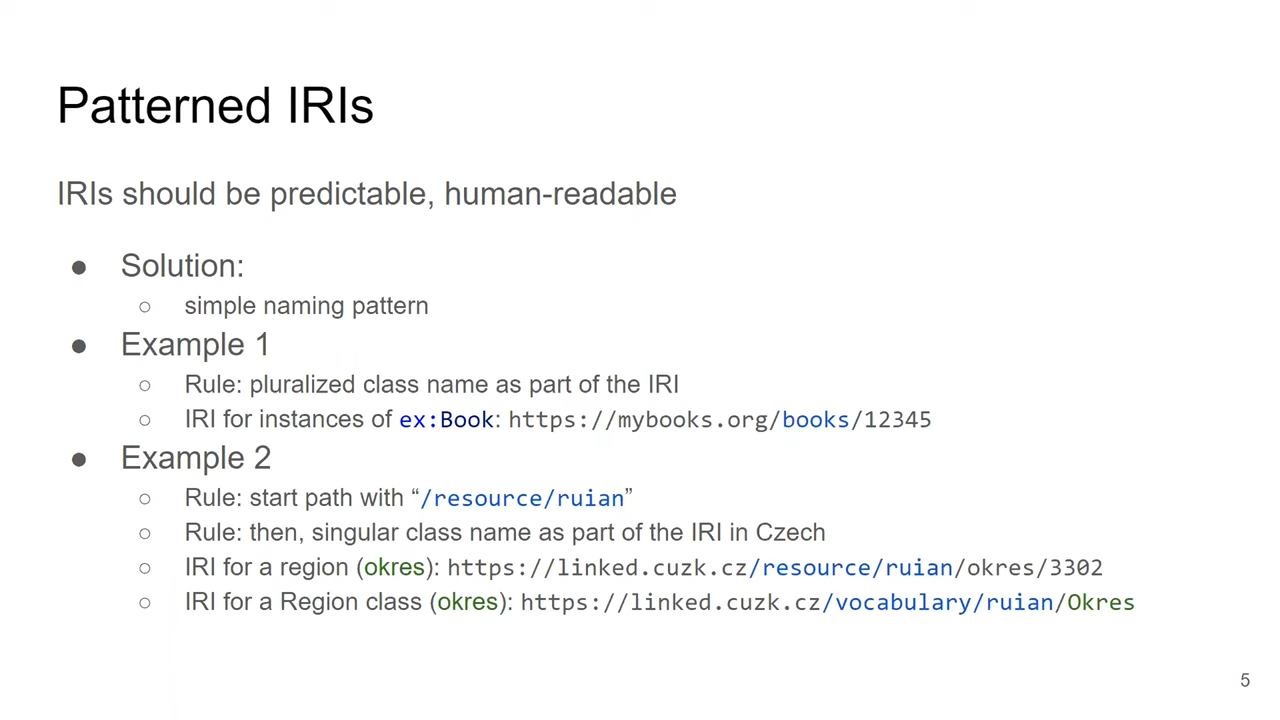 Patterned IRIs
IRIs should be predictable, human-readable
● Solution:
○ simple naming pattern
● Example 1
○ Rule: pluralized class name as part of the IRI
○ IRI for instances of ex:Book: https://mybooks.org/books/12345
● Example 2
○ Rule: start path with “/resource/ruian”
○ Rule: then, singular class name as part of the IRI in Czech
○ IRI for a region (okres): https://linked.cuzk.cz/resource/ruian/okres/3302
○ IRI for a Region class (okres): https://linked.cuzk.cz/vocabulary/ruian/Okres
5